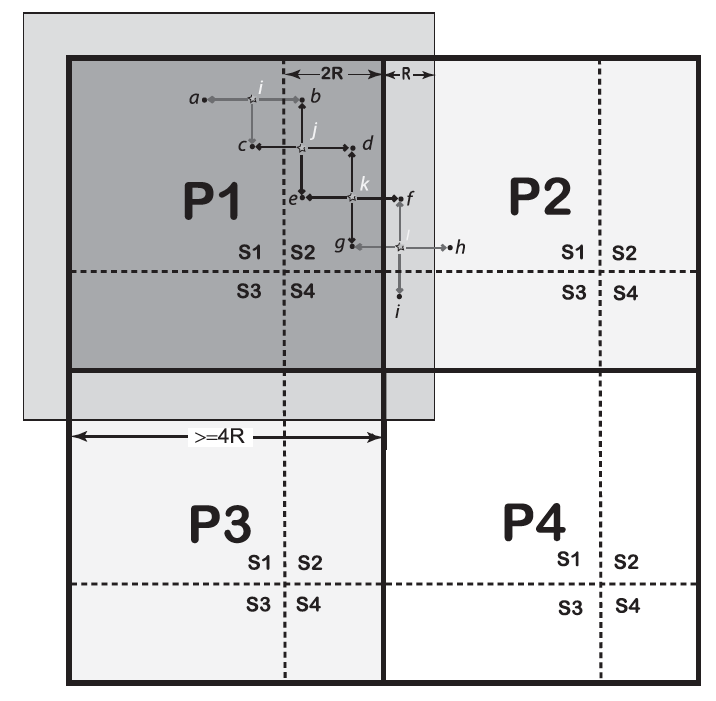 2R R
a i b
j
c d
k
e f
P1 P2
g l h
S1 S2 S1 S2
S3 S4 S3 S4
i
>=4R
P3 P4
S1 S2 S1 S2
S3 S4 S3 S4